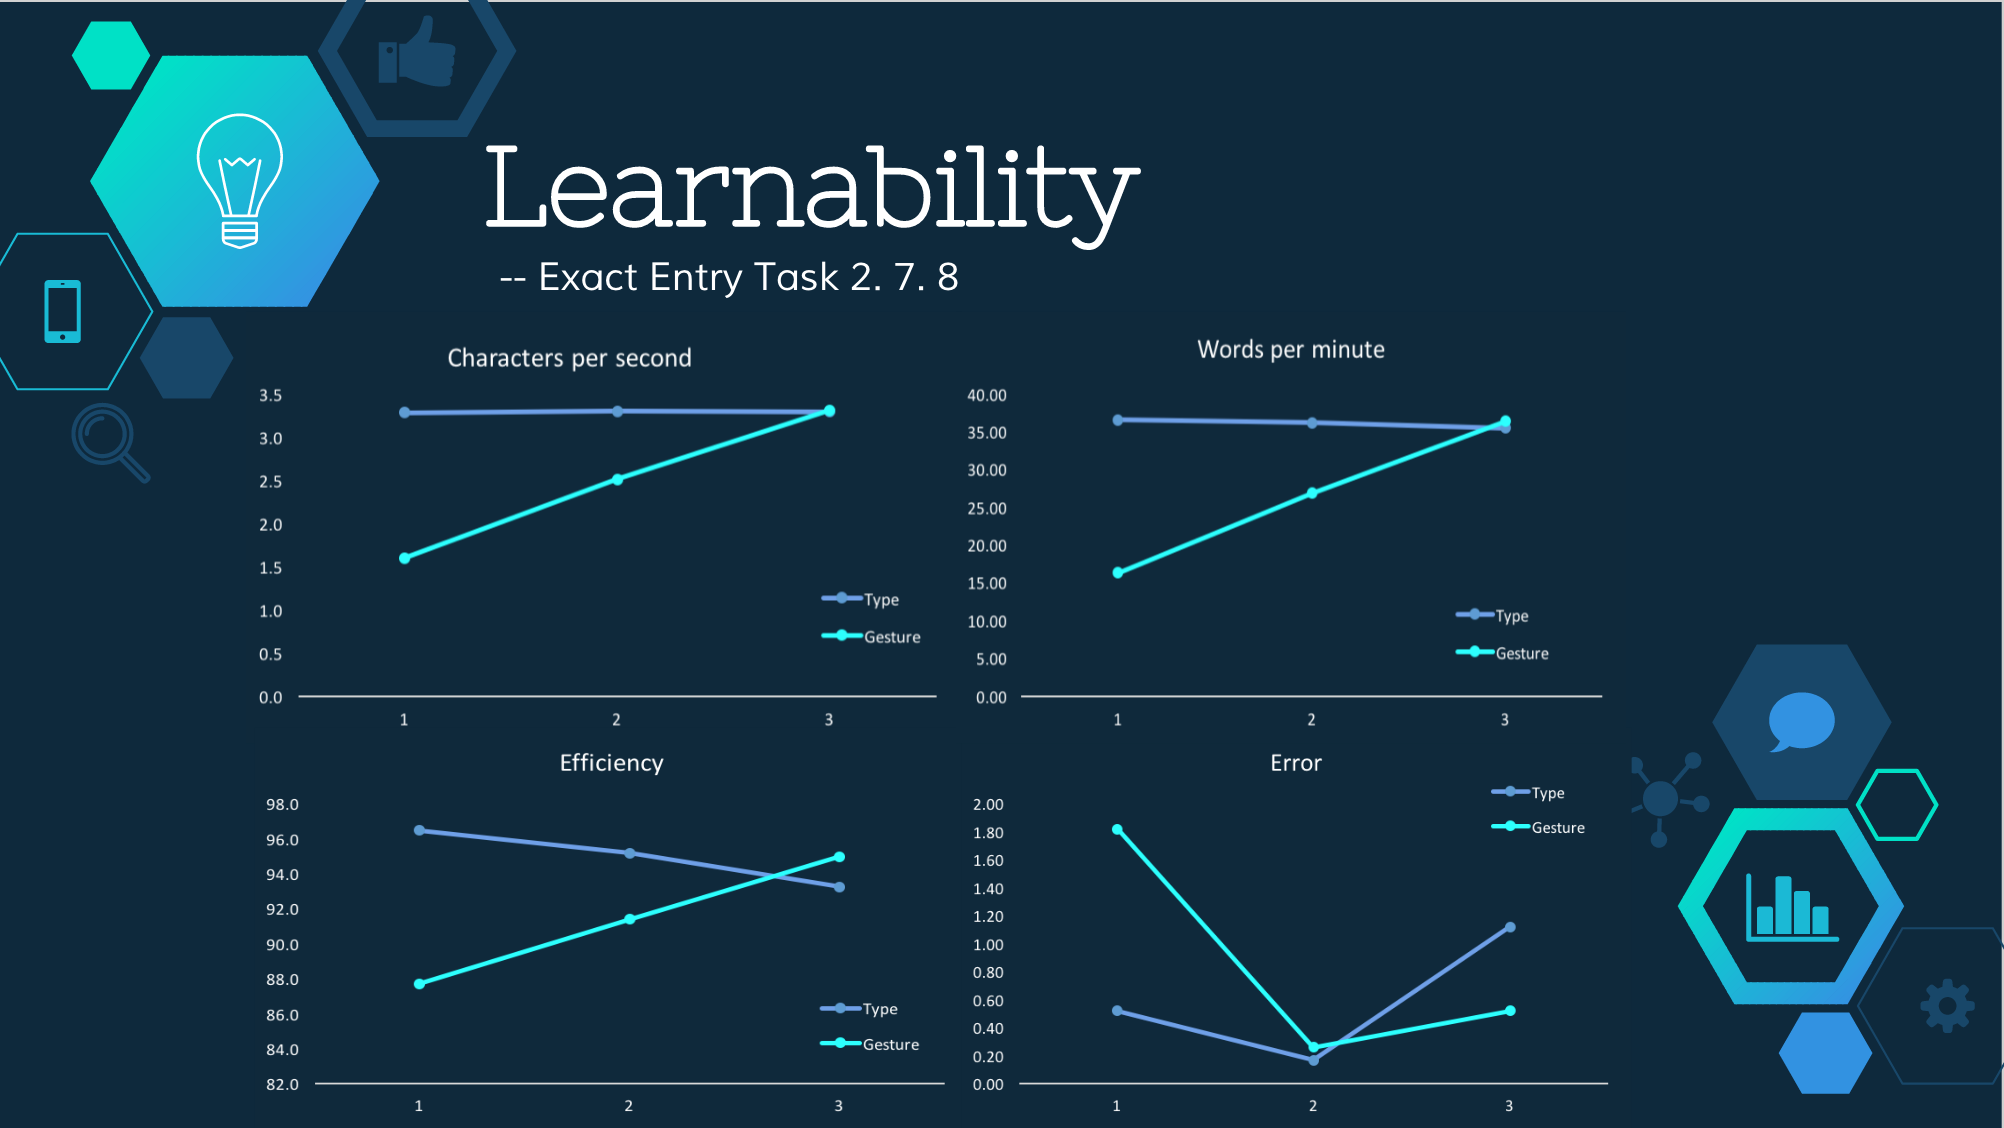 Learnability
-- Exact Entry Task 2. 7. 8
Characters per second
3.5
3.0
2.5
2.0
1.5
1.0
0.5
0.0
1 2 3
Type
Gesture
Words per minute
40.00
35.00
30.00
25.00
20.00
15.00
10.00
5.00
0.00
1 2 3
Type
Gesture
Efficiency
98.0
96.0
94.0
92.0
90.0
88.0
86.0
84.0
82.0
1 2 3
Type
Gesture
Error
2.00
1.80
1.60
1.40
1.20
1.00
0.80
0.60
0.40
0.20
0.00
1 2 3
Type
Gesture